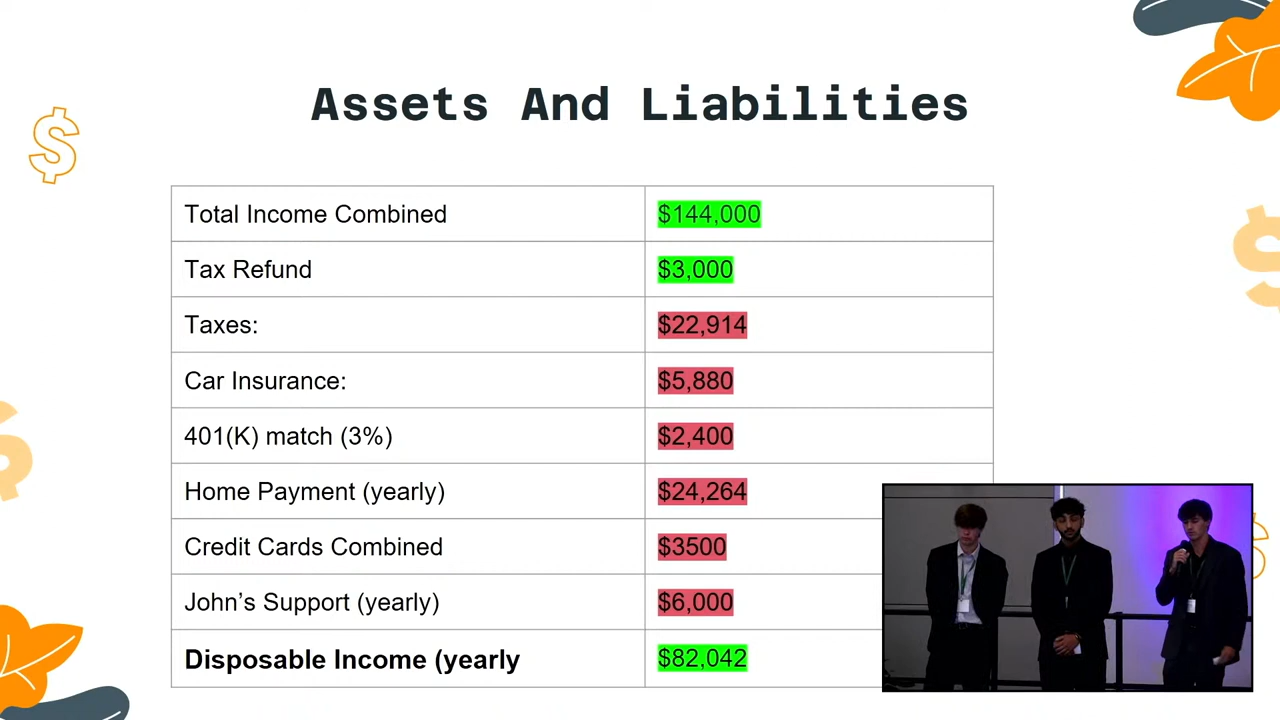 Assets And Liabilities
$
Total Income Combined $144,000
Tax Refund $3,000
$
Taxes: $22,914
Car Insurance: $5,880
$
401(K) match (3%) $2,400
Home Payment (yearly) $24,264
Credit Cards Combined $3500
$
John’s Support (yearly) $6,000
Disposable Income (yearly $82,042